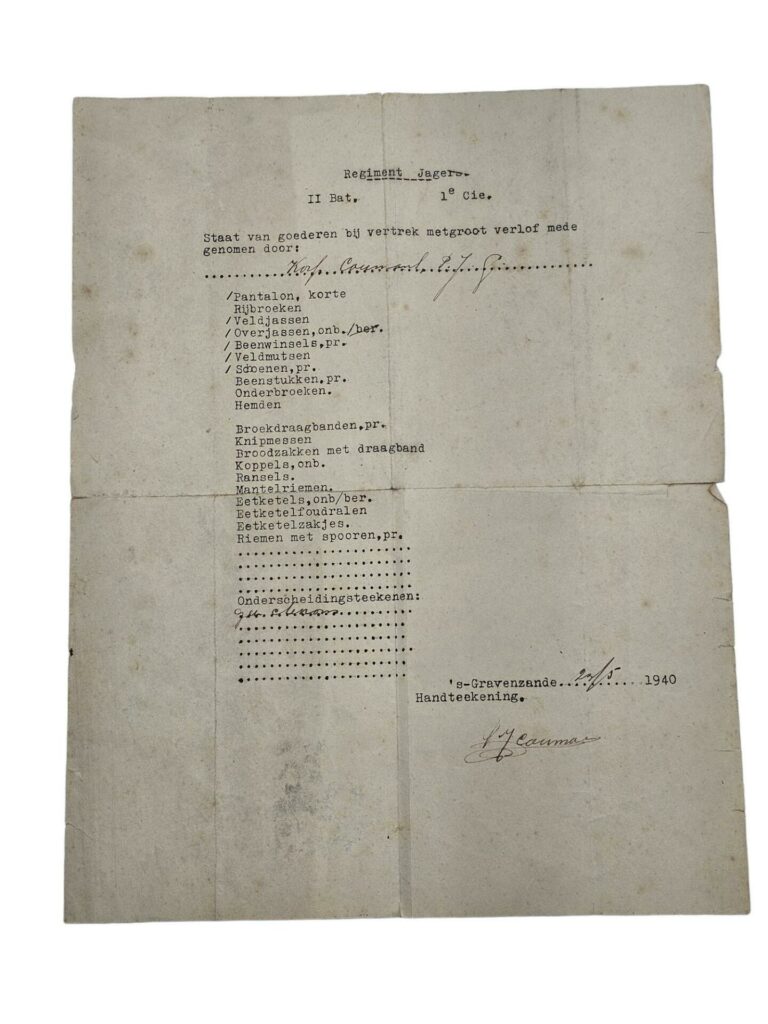 Regiment Jagers
II Bat. 1e Cie.
Staat van goederen bij vertrek metgroot verlof mede
genomen door:
/Pantalon, korte
Rijbroeken
/Veldjassen
/Overjassen,onb./ber.
/Beenwinsels,pr.
/Veldmutsen
/Schoenen,pr.
Beenstukken,pr.
Onderbroeken.
Hemden
Broekdraagbanden,pr.
Knipmessen
Broodzakken met draagband
Koppels,onb.
Ransels.
Mantelriemen.
Eetketels,onb/ber.
Eetketelfoudralen
Eetketelzakjes.
Riemen met spooren,pr.
Onderscheidingsteekenen:
's-Gravenzande 1940
Handteekening.